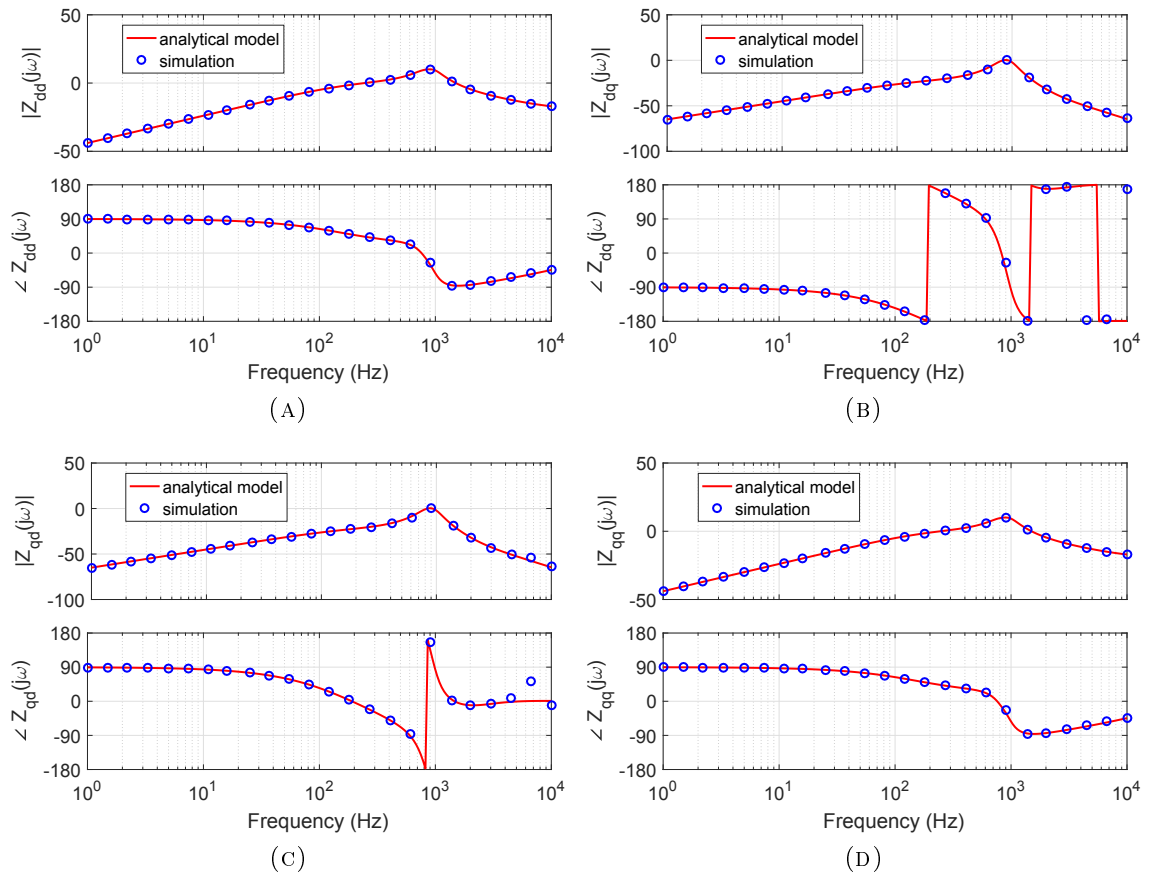 50
0
-50
|Z_dd(jω)|
analytical model
simulation
180
90
0
-90
-180
∠ Z_dd(jω)
10^0 10^1 10^2 10^3 10^4
Frequency (Hz)
(A)
50
0
-50
-100
|Z_dq(jω)|
analytical model
simulation
180
90
0
-90
-180
∠ Z_dq(jω)
10^0 10^1 10^2 10^3 10^4
Frequency (Hz)
(B)
50
0
-50
-100
|Z_qd(jω)|
analytical model
simulation
180
90
0
-90
-180
∠ Z_qd(jω)
10^0 10^1 10^2 10^3 10^4
Frequency (Hz)
(C)
50
0
-50
|Z_qq(jω)|
analytical model
simulation
180
90
0
-90
-180
∠ Z_qq(jω)
10^0 10^1 10^2 10^3 10^4
Frequency (Hz)
(D)